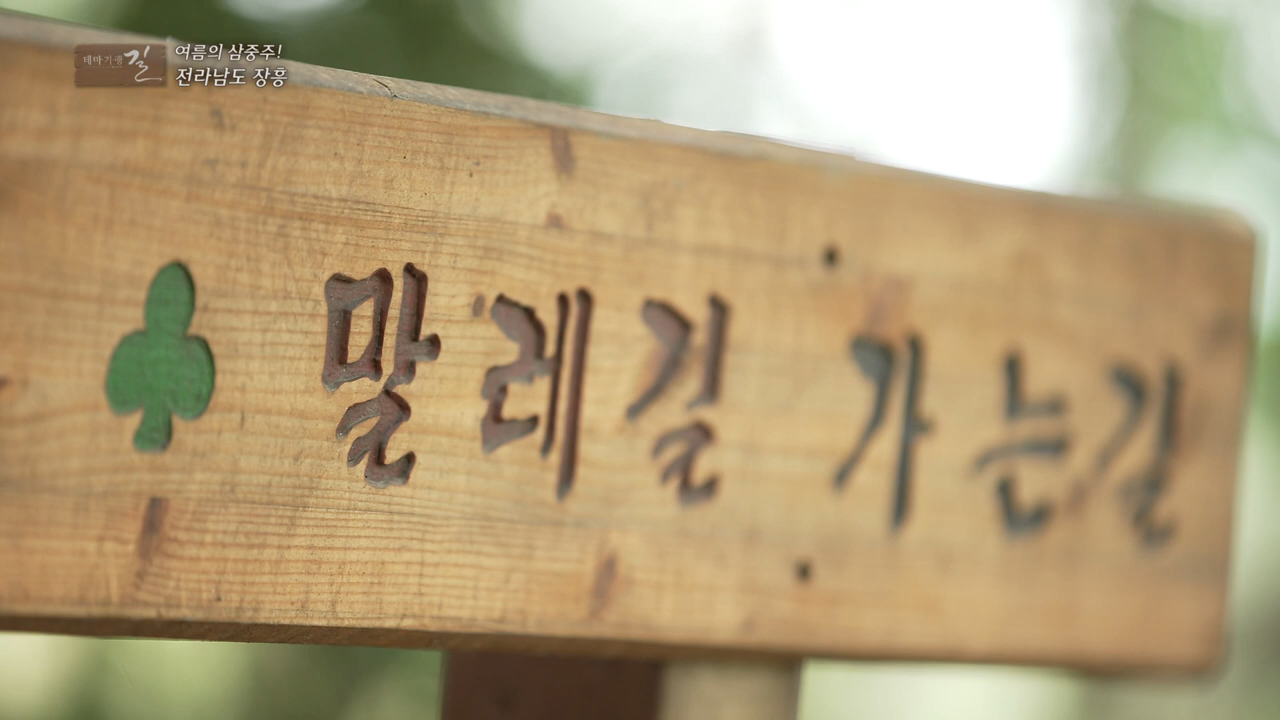 테마기행 길
여름의 삼중주!
전라남도 장흥
말레길 가는길